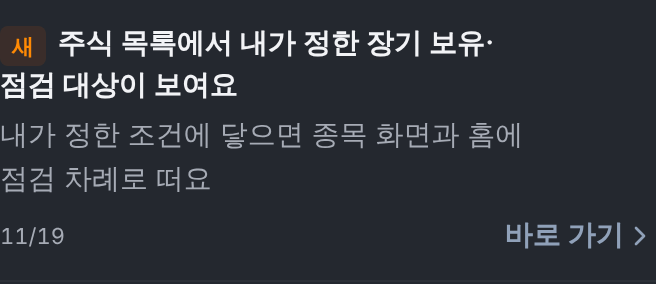 새 주식 목록에서 내가 정한 장기 보유·
점검 대상이 보여요
내가 정한 조건에 닿으면 종목 화면과 홈에
점검 차례로 떠요
11/19 바로 가기 >